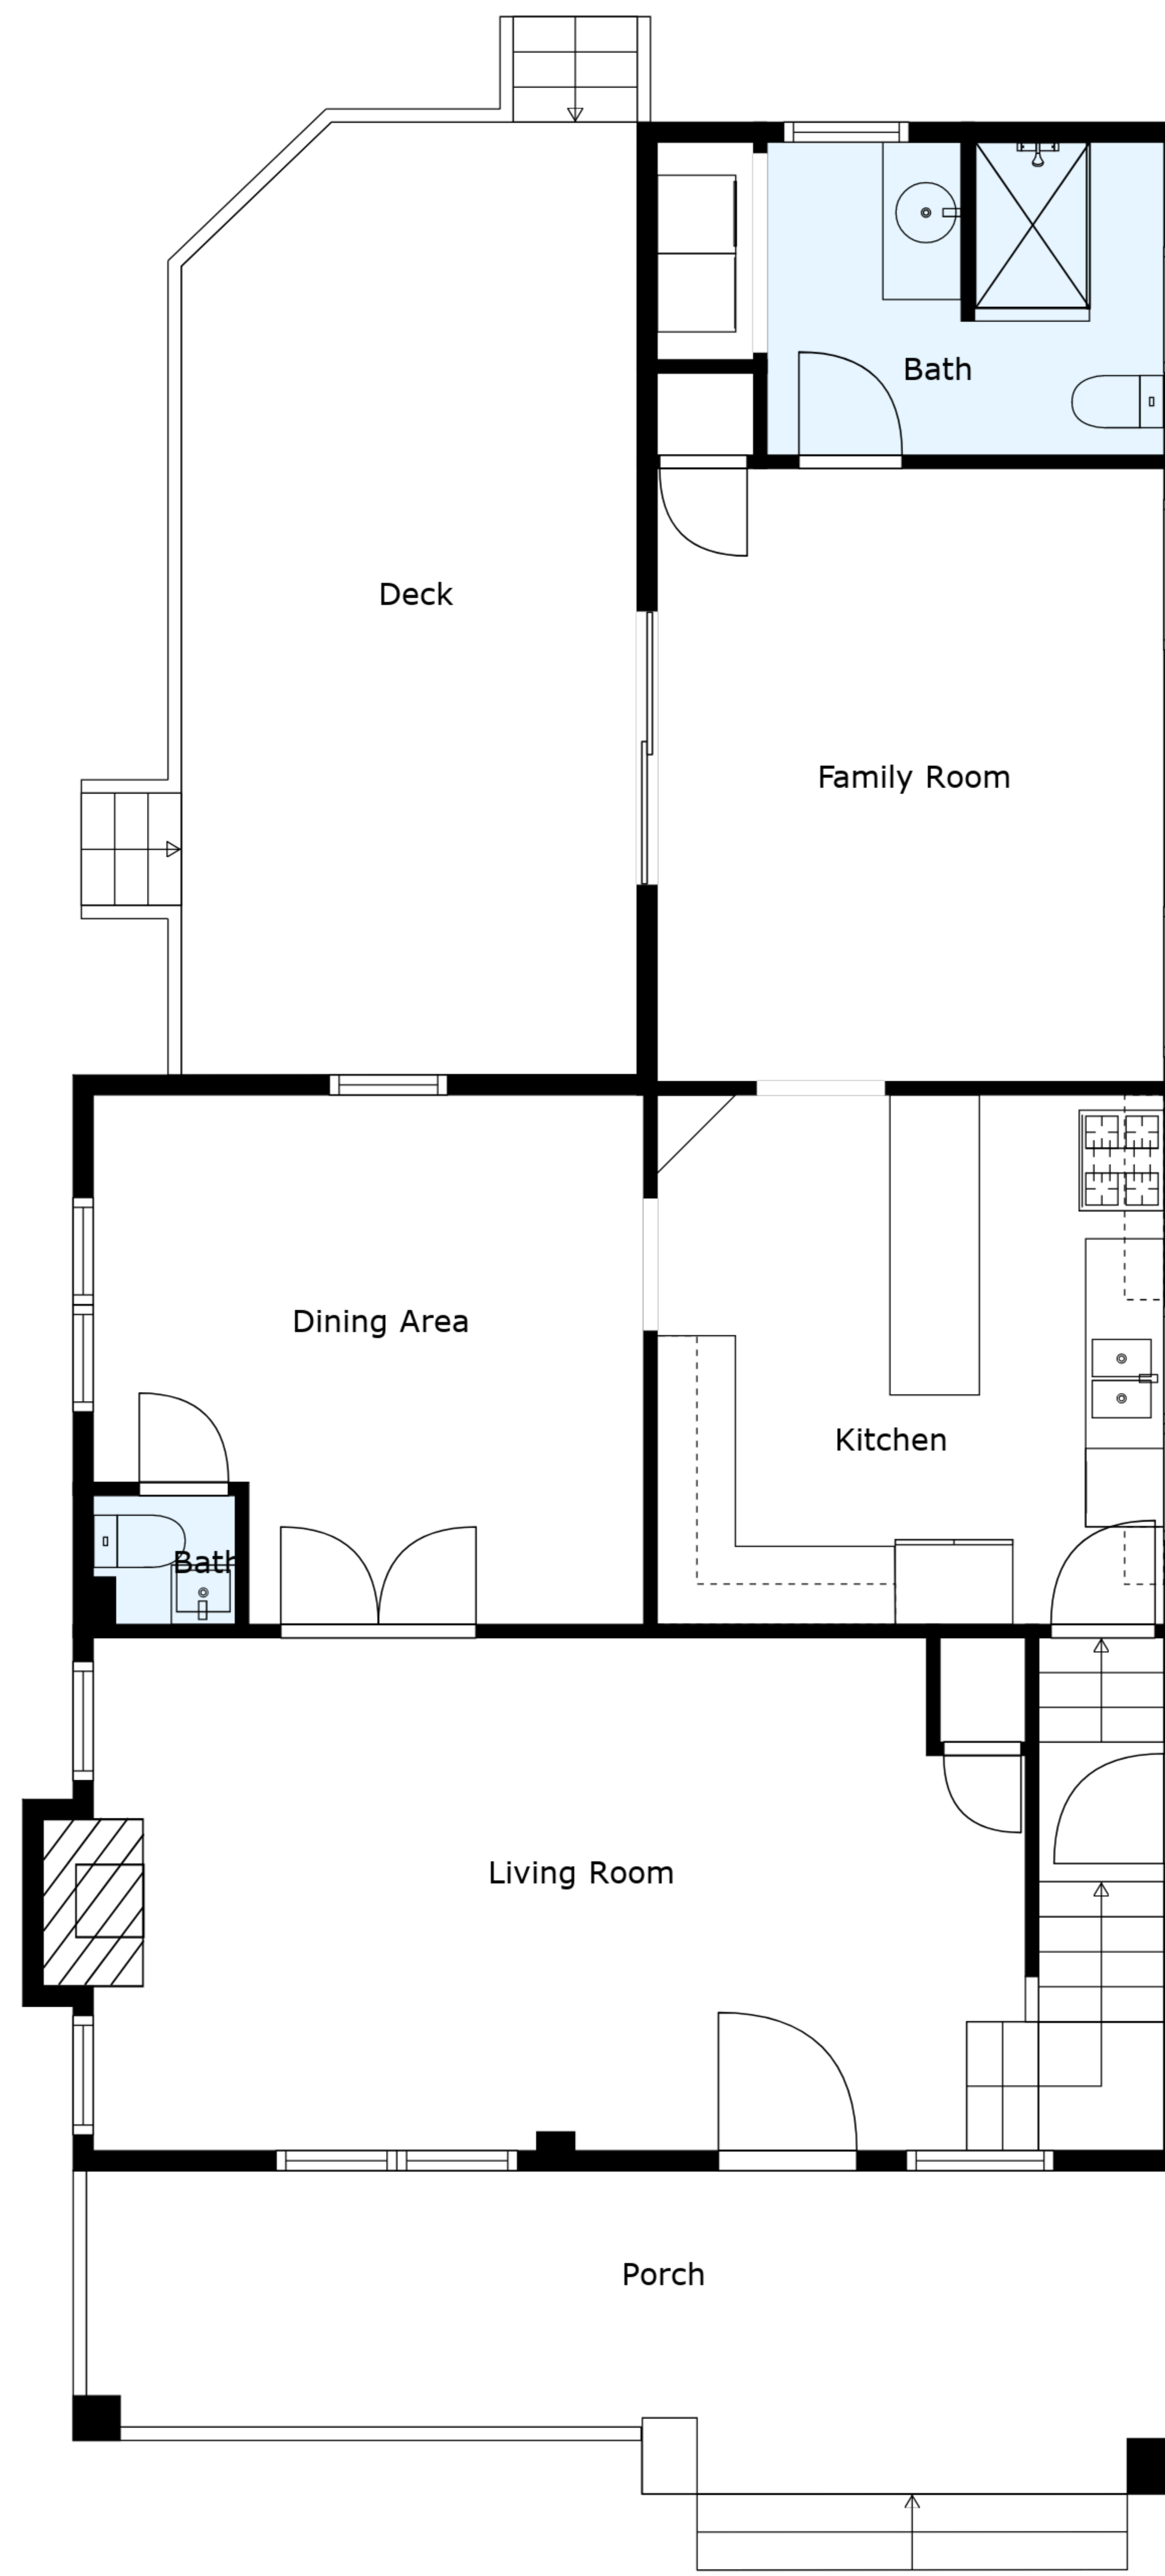 Bath
Deck
Family Room
Dining Area
Kitchen
Bath
Living Room
Porch